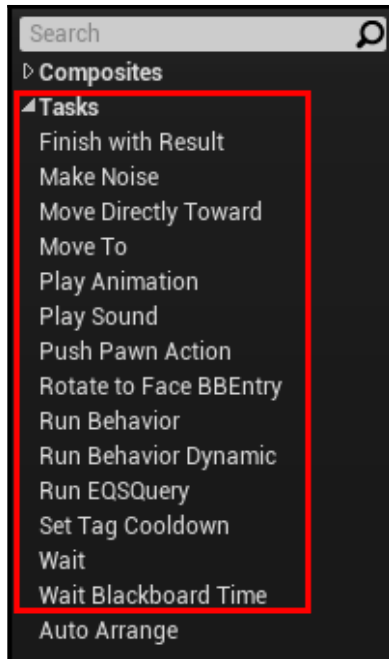 Search
Composites
Tasks
Finish with Result
Make Noise
Move Directly Toward
Move To
Play Animation
Play Sound
Push Pawn Action
Rotate to Face BBEntry
Run Behavior
Run Behavior Dynamic
Run EQSQuery
Set Tag Cooldown
Wait
Wait Blackboard Time
Auto Arrange